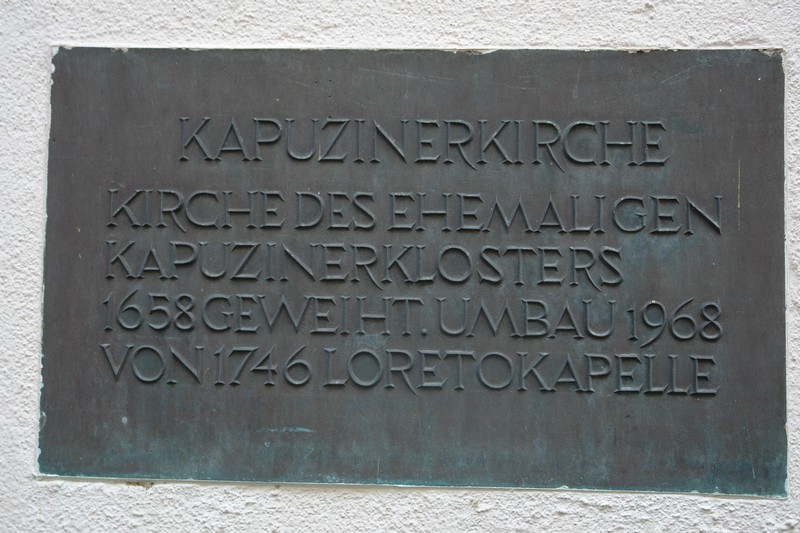 KAPUZINERKIRCHE
KIRCHE DES EHEMALIGEN
KAPUZINERKLOSTERS
1658 GEWEIHT. UMBAU 1968
VON 1746 LORETOKAPELLE